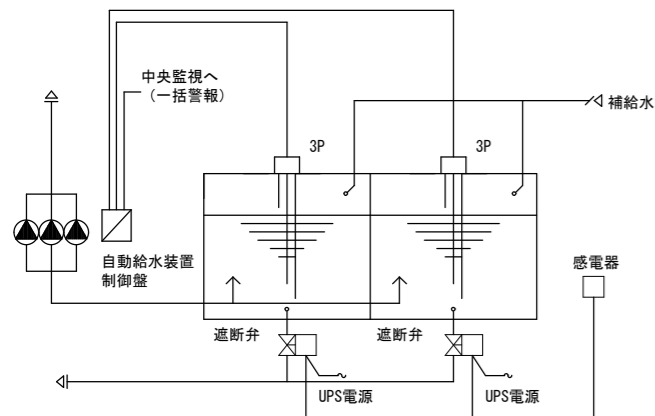 中央監視へ
(一括警報)
補給水
3P
3P
自動給水装置
制御盤
感電器
遮断弁
遮断弁
UPS電源
UPS電源